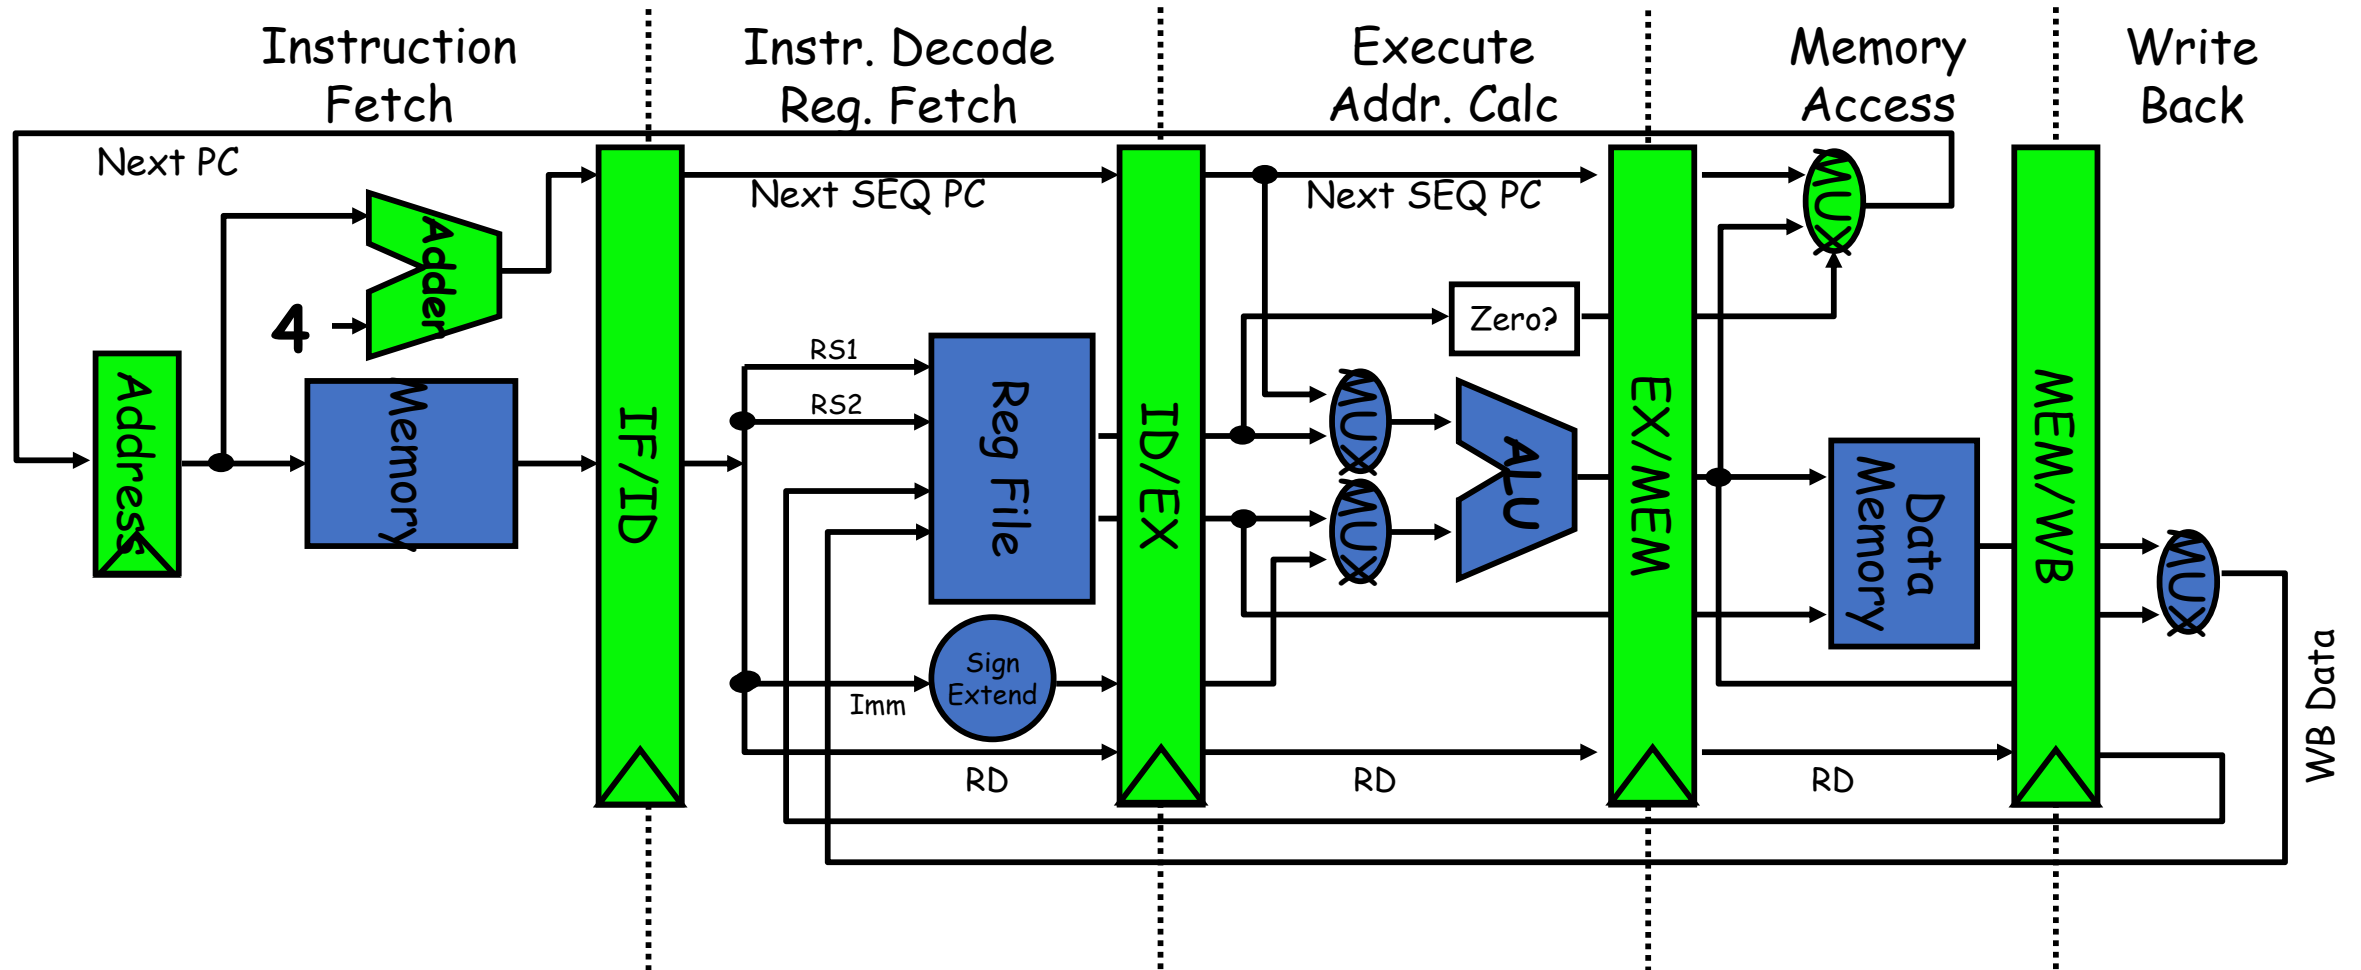 Instruction
Fetch
Instr. Decode
Reg. Fetch
Execute
Addr. Calc
Memory
Access
Write
Back
Next PC
Next SEQ PC
Next SEQ PC
MUX
Adder
4
Zero?
RS1
RS2
Address
Memory
IF/ID
Reg File
ID/EX
MUX
MUX
ALU
EX/MEM
Data
Memory
MEM/WB
MUX
Sign
Extend
Imm
WB Data
RD
RD
RD